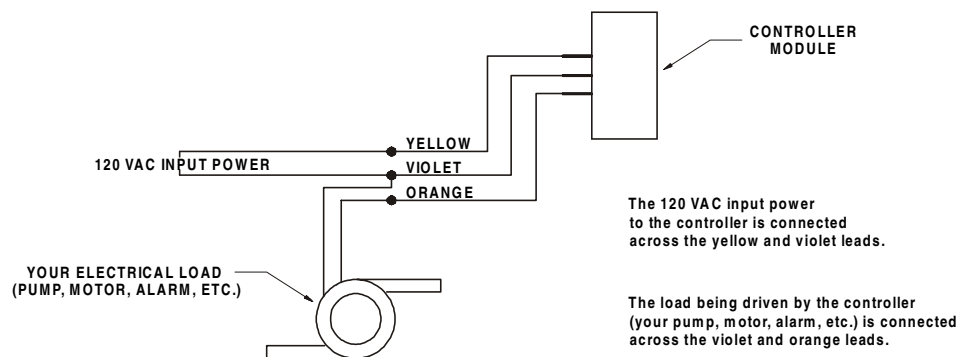 CONTROLLER
MODULE
YELLOW
120 VAC INPUT POWER
VIOLET
ORANGE
The 120 VAC input power
to the controller is connected
across the yellow and violet leads.
YOUR ELECTRICAL LOAD
(PUMP, MOTOR, ALARM, ETC.)
The load being driven by the controller
(your pump, motor, alarm, etc.) is connected
across the violet and orange leads.